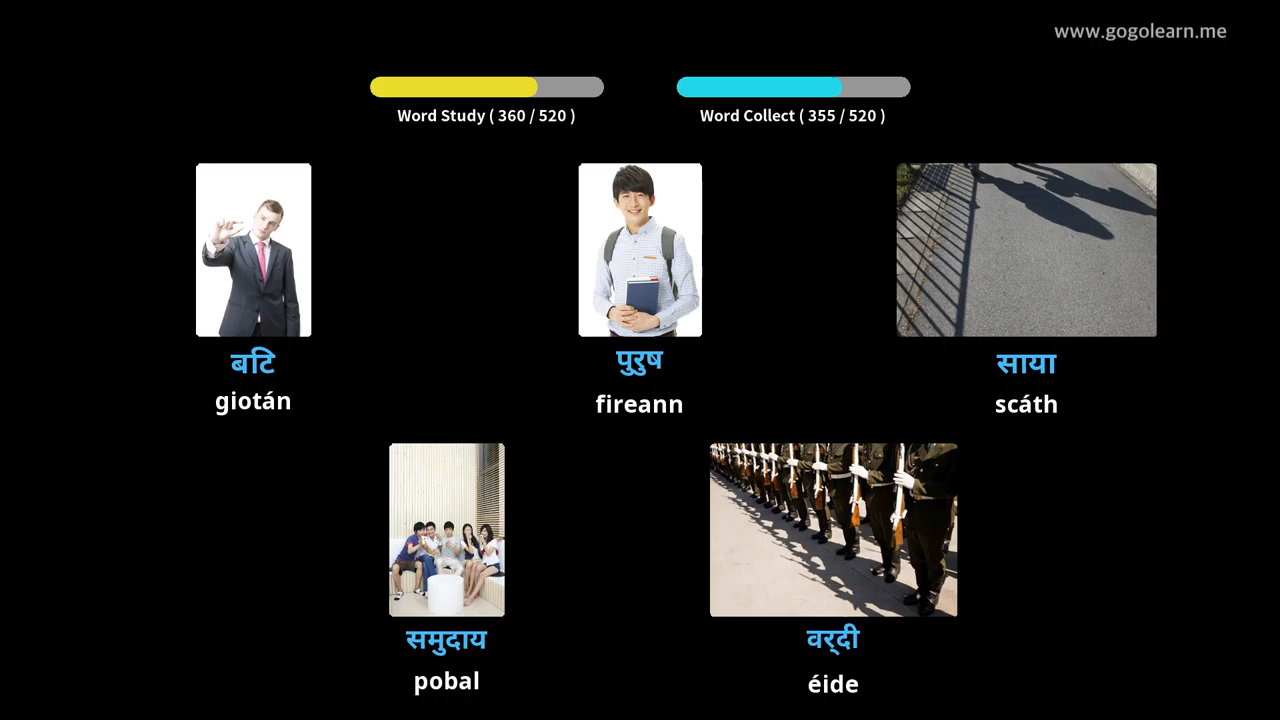 www.gogolearn.me
Word Study ( 360 / 520 )
Word Collect ( 355 / 520 )
बटि
giotán
पुरुष
fireann
साया
scáth
समुदाय
pobal
वर्दी
éide